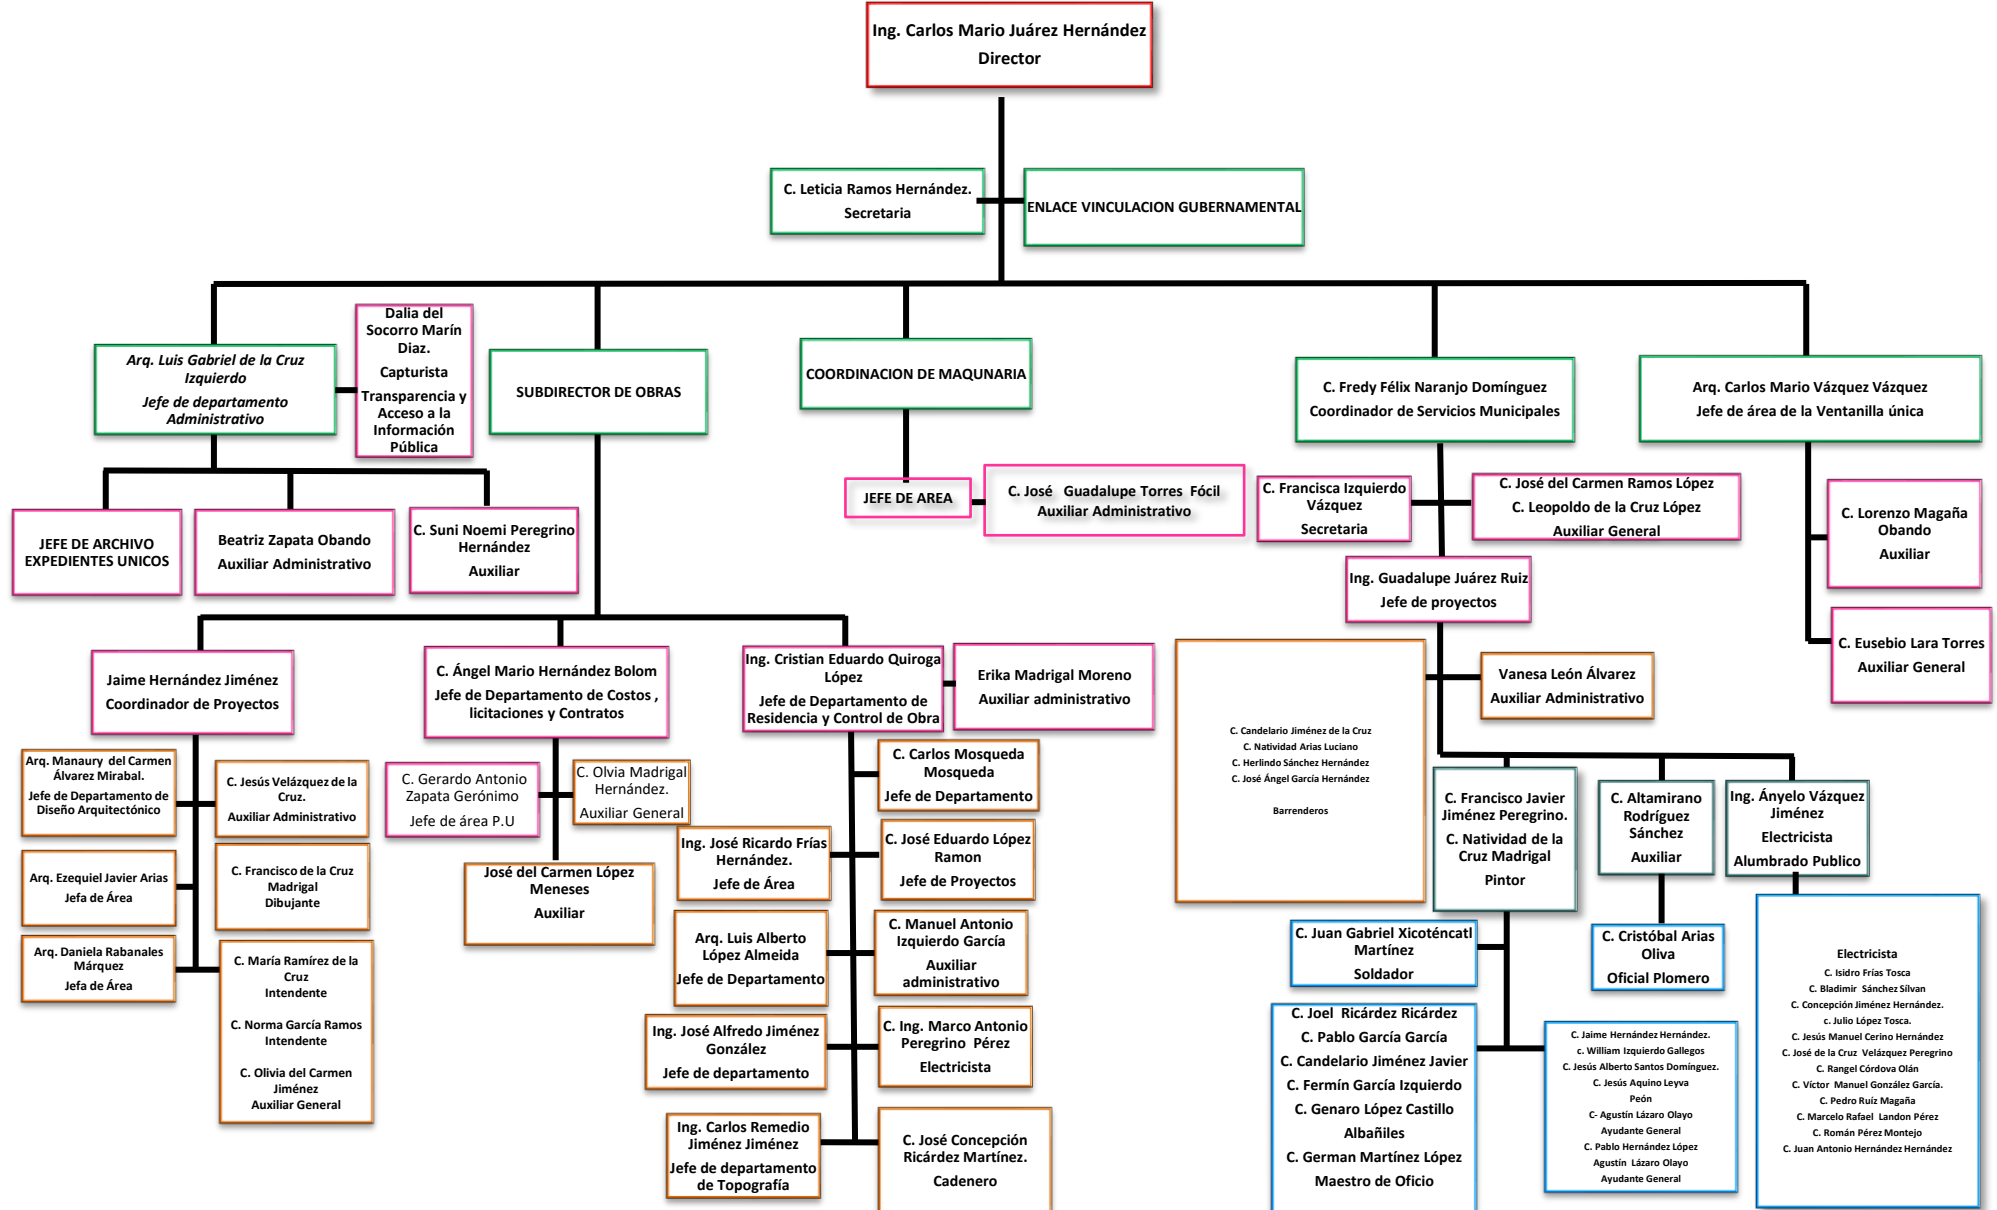 Ing. Carlos Mario Juárez Hernández
Director
C. Leticia Ramos Hernández.
Secretaria
ENLACE VINCULACION GUBERNAMENTAL
Arq. Luis Gabriel de la Cruz
Izquierdo
Jefe de departamento
Administrativo
Dalia del
Socorro Marín
Diaz.
Capturista
Transparencia y
Acceso a la
Información
Pública
SUBDIRECTOR DE OBRAS
COORDINACION DE MAQUNARIA
C. Fredy Félix Naranjo Domínguez
Coordinador de Servicios Municipales
Arq. Carlos Mario Vázquez Vázquez
Jefe de área de la Ventanilla única
JEFE DE ARCHIVO
EXPEDIENTES UNICOS
Beatriz Zapata Obando
Auxiliar Administrativo
C. Suni Noemi Peregrino
Hernández
Auxiliar
JEFE DE AREA
C. José Guadalupe Torres Fócil
Auxiliar Administrativo
C. Francisca Izquierdo
Vázquez
Secretaria
C. José del Carmen Ramos López
C. Leopoldo de la Cruz López
Auxiliar General
C. Lorenzo Magaña
Obando
Auxiliar
Ing. Guadalupe Juárez Ruiz
Jefe de proyectos
C. Eusebio Lara Torres
Auxiliar General
Jaime Hernández Jiménez
Coordinador de Proyectos
C. Ángel Mario Hernández Bolom
Jefe de Departamento de Costos ,
licitaciones y Contratos
Ing. Cristian Eduardo Quiroga
López
Jefe de Departamento de
Residencia y Control de Obra
Erika Madrigal Moreno
Auxiliar administrativo
C. Candelario Jiménez de la Cruz
C. Natividad Arias Luciano
C. Herlindo Sánchez Hernández
C. José Ángel García Hernández
Barrenderos
Vanesa León Álvarez
Auxiliar Administrativo
Arq. Manaury del Carmen
Álvarez Mirabal.
Jefe de Departamento de
Diseño Arquitectónico
C. Jesús Velázquez de la
Cruz.
Auxiliar Administrativo
Arq. Ezequiel Javier Arias
Jefa de Área
C. Francisco de la Cruz
Madrigal
Dibujante
Arq. Daniela Rabanales
Márquez
Jefa de Área
C. María Ramírez de la
Cruz
Intendente
C. Norma García Ramos
Intendente
C. Olivia del Carmen
Jiménez
Auxiliar General
C. Gerardo Antonio
Zapata Gerónimo
Jefe de área P.U
C. Olvia Madrigal
Hernández.
Auxiliar General
José del Carmen López
Meneses
Auxiliar
C. Carlos Mosqueda
Mosqueda
Jefe de Departamento
Ing. José Ricardo Frías
Hernández.
Jefe de Área
C. José Eduardo López
Ramon
Jefe de Proyectos
Arq. Luis Alberto
López Almeida
Jefe de Departamento
C. Manuel Antonio
Izquierdo García
Auxiliar
administrativo
Ing. José Alfredo Jiménez
González
Jefe de departamento
C. Ing. Marco Antonio
Peregrino Pérez
Electricista
Ing. Carlos Remedio
Jiménez Jiménez
Jefe de departamento
de Topografía
C. José Concepción
Ricárdez Martínez.
Cadenero
C. Francisco Javier
Jiménez Peregrino.
C. Natividad de la
Cruz Madrigal
Pintor
C. Altamirano
Rodríguez
Sánchez
Auxiliar
Ing. Ányelo Vázquez
Jiménez
Electricista
Alumbrado Publico
C. Juan Gabriel Xicoténcatl
Martínez
Soldador
C. Cristóbal Arias
Oliva
Oficial Plomero
C. Joel Ricárdez Ricárdez
C. Pablo García García
C. Candelario Jiménez Javier
C. Fermín García Izquierdo
C. Genaro López Castillo
Albañiles
C. German Martínez López
Maestro de Oficio
C. Jaime Hernández Hernández.
c. William Izquierdo Gallegos
C. Jesús Alberto Santos Domínguez.
C. Jesús Aquino Leyva
Peón
C- Agustín Lázaro Olayo
Ayudante General
C. Pablo Hernández López
Agustín Lázaro Olayo
Ayudante General
Electricista
C. Isidro Frías Tosca
C. Bladimir Sánchez Sílvan
C. Concepción Jiménez Hernández.
c. Julio López Tosca.
C. Jesús Manuel Cerino Hernández
C. José de la Cruz Velázquez Peregrino
C. Rangel Córdova Olán
C. Víctor Manuel González García.
C. Pedro Ruíz Magaña
C. Marcelo Rafael Landon Pérez
C. Román Pérez Montejo
C. Juan Antonio Hernández Hernández